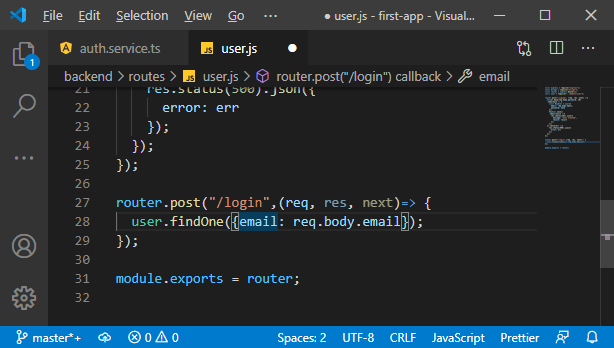 File Edit Selection ··· user.js - first-app - Visual...
auth.service.ts JS user.js
backend > routes > JS user.js > router.post("/login") callback > email
1
21 res.status(500).json({
22 error: err
23 });
24 });
25 });
26
27 router.post("/login",(req, res, next)=> {
28 user.findOne({email: req.body.email});
29 });
30
31 module.exports = router;
32
master*+ 0 0 Spaces: 2 UTF-8 CRLF JavaScript Prettier